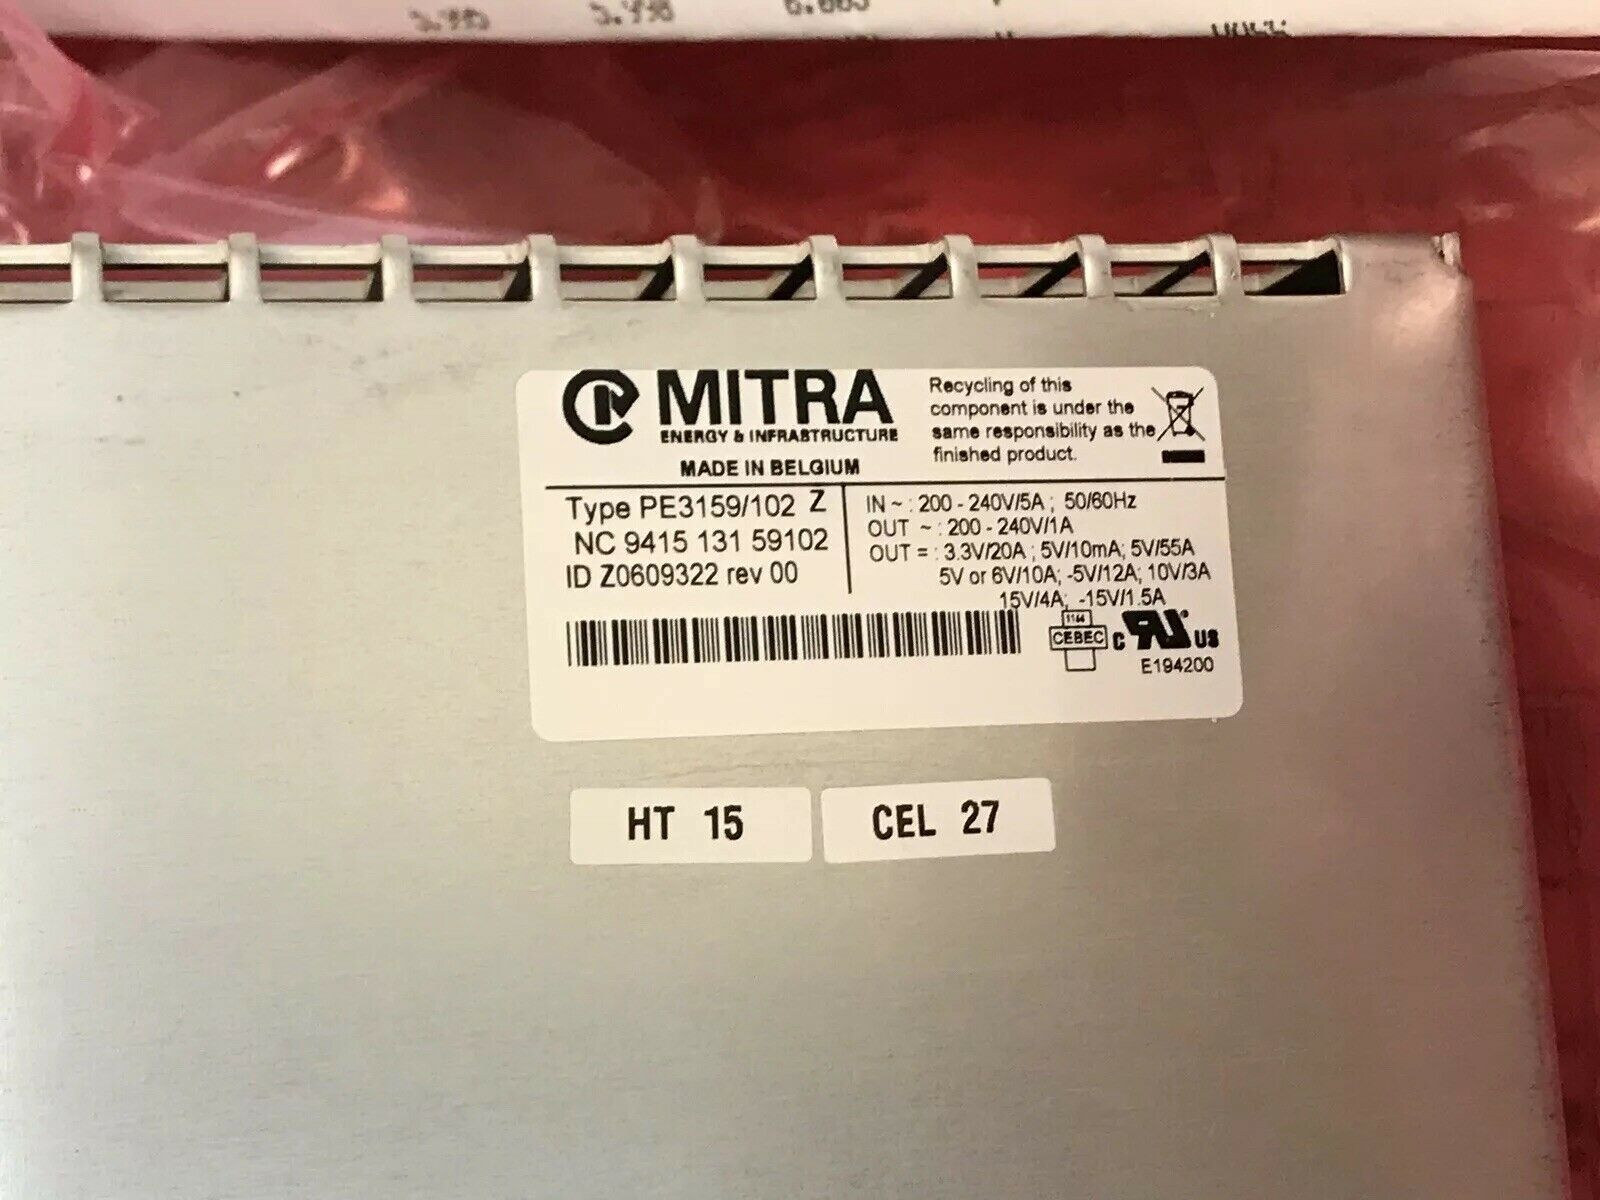 MITRA
ENERGY & INFRASTRUCTURE
MADE IN BELGIUM
Recycling of this
component is under the
same responsibility as the
finished product.
Type PE3159/102 Z
NC 9415 131 59102
ID Z0609322 rev 00
IN ~ : 200 - 240V/5A ; 50/60Hz
OUT ~ : 200 - 240V/1A
OUT = : 3.3V/20A ; 5V/10mA; 5V/55A
5V or 6V/10A; -5V/12A; 10V/3A
15V/4A; -15V/1.5A
CEBEC
C US
E194200
HT 15
CEL 27